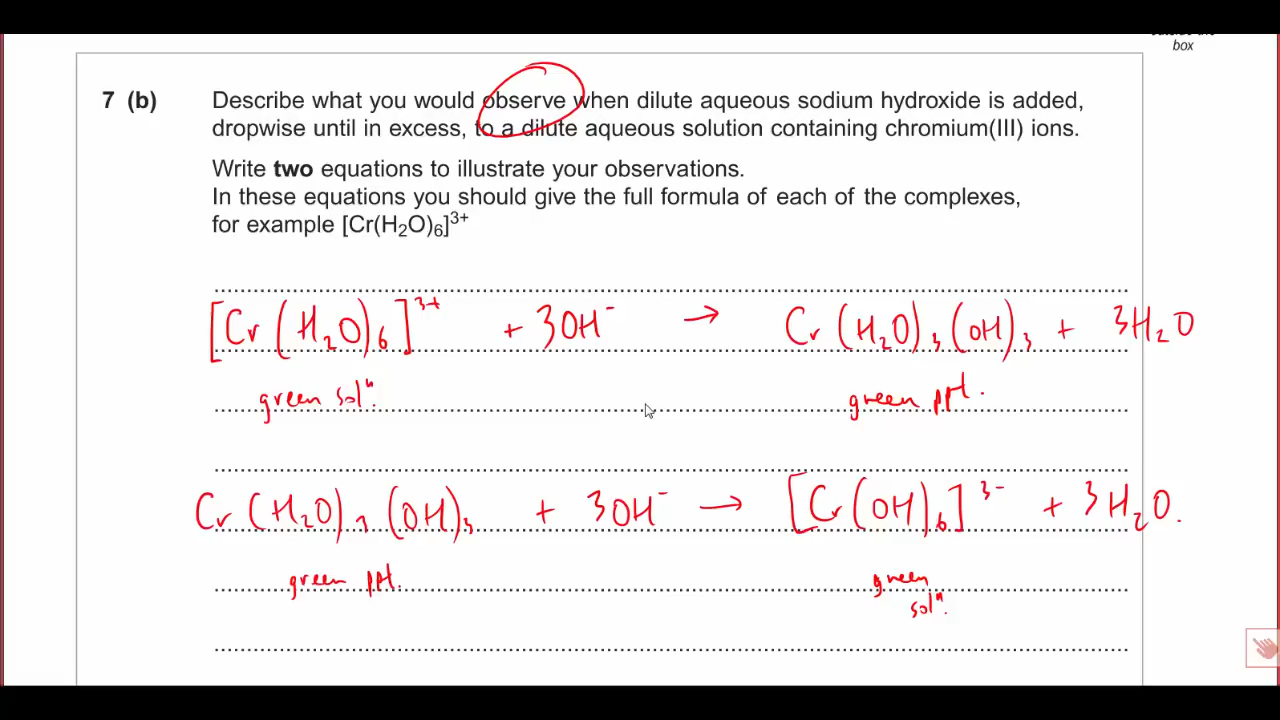 box
7 (b) Describe what you would observe when dilute aqueous sodium hydroxide is added,
dropwise until in excess, to a dilute aqueous solution containing chromium(III) ions.
Write two equations to illustrate your observations.
In these equations you should give the full formula of each of the complexes,
for example [Cr(H₂O)₆]³⁺
[Cr(H₂O)₆]³⁺ + 3OH⁻ → Cr(H₂O)₃(OH)₃ + 3H₂O
green solⁿ. green ppt.
Cr(H₂O)₃(OH)₃ + 3OH⁻ → [Cr(OH)₆]³⁻ + 3H₂O.
green ppt. green
solⁿ.